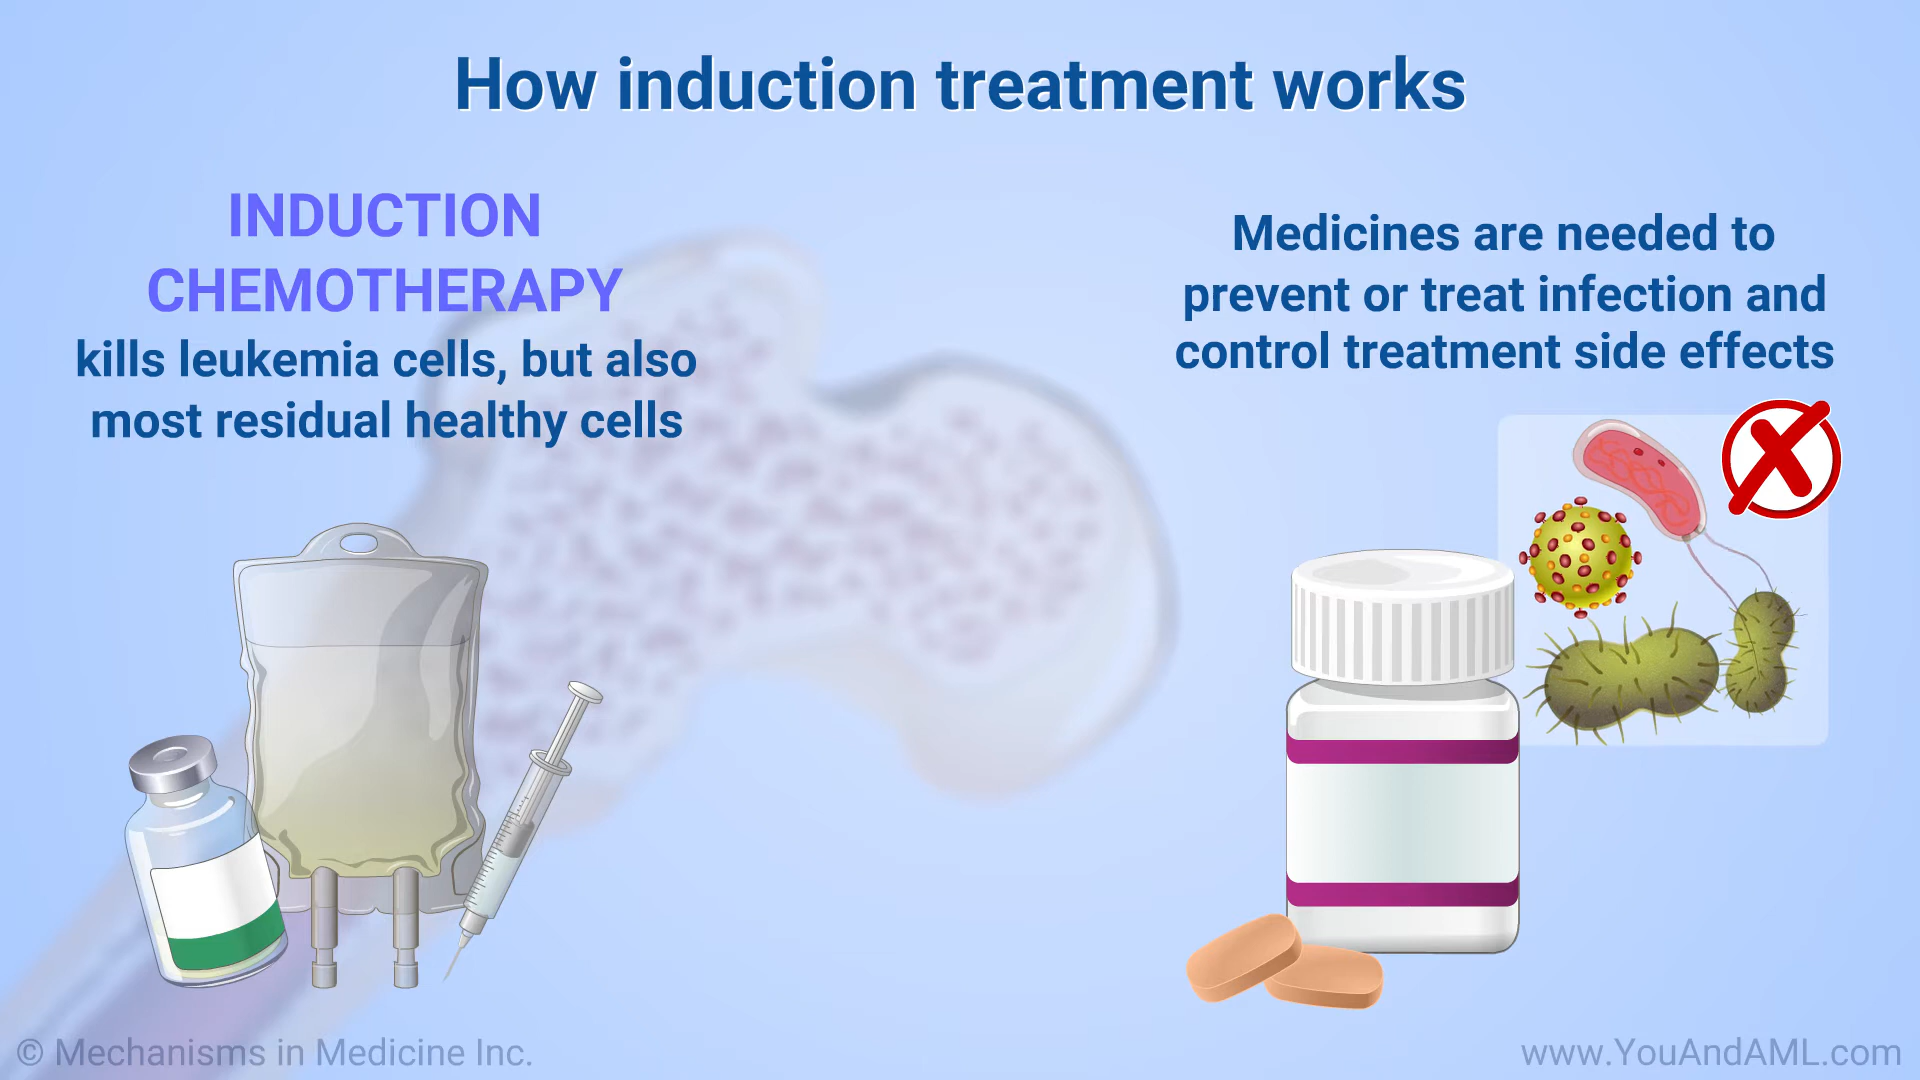 How induction treatment works
INDUCTION
CHEMOTHERAPY
kills leukemia cells, but also
most residual healthy cells
Medicines are needed to
prevent or treat infection and
control treatment side effects
© Mechanisms in Medicine Inc.
www.YouAndAML.com